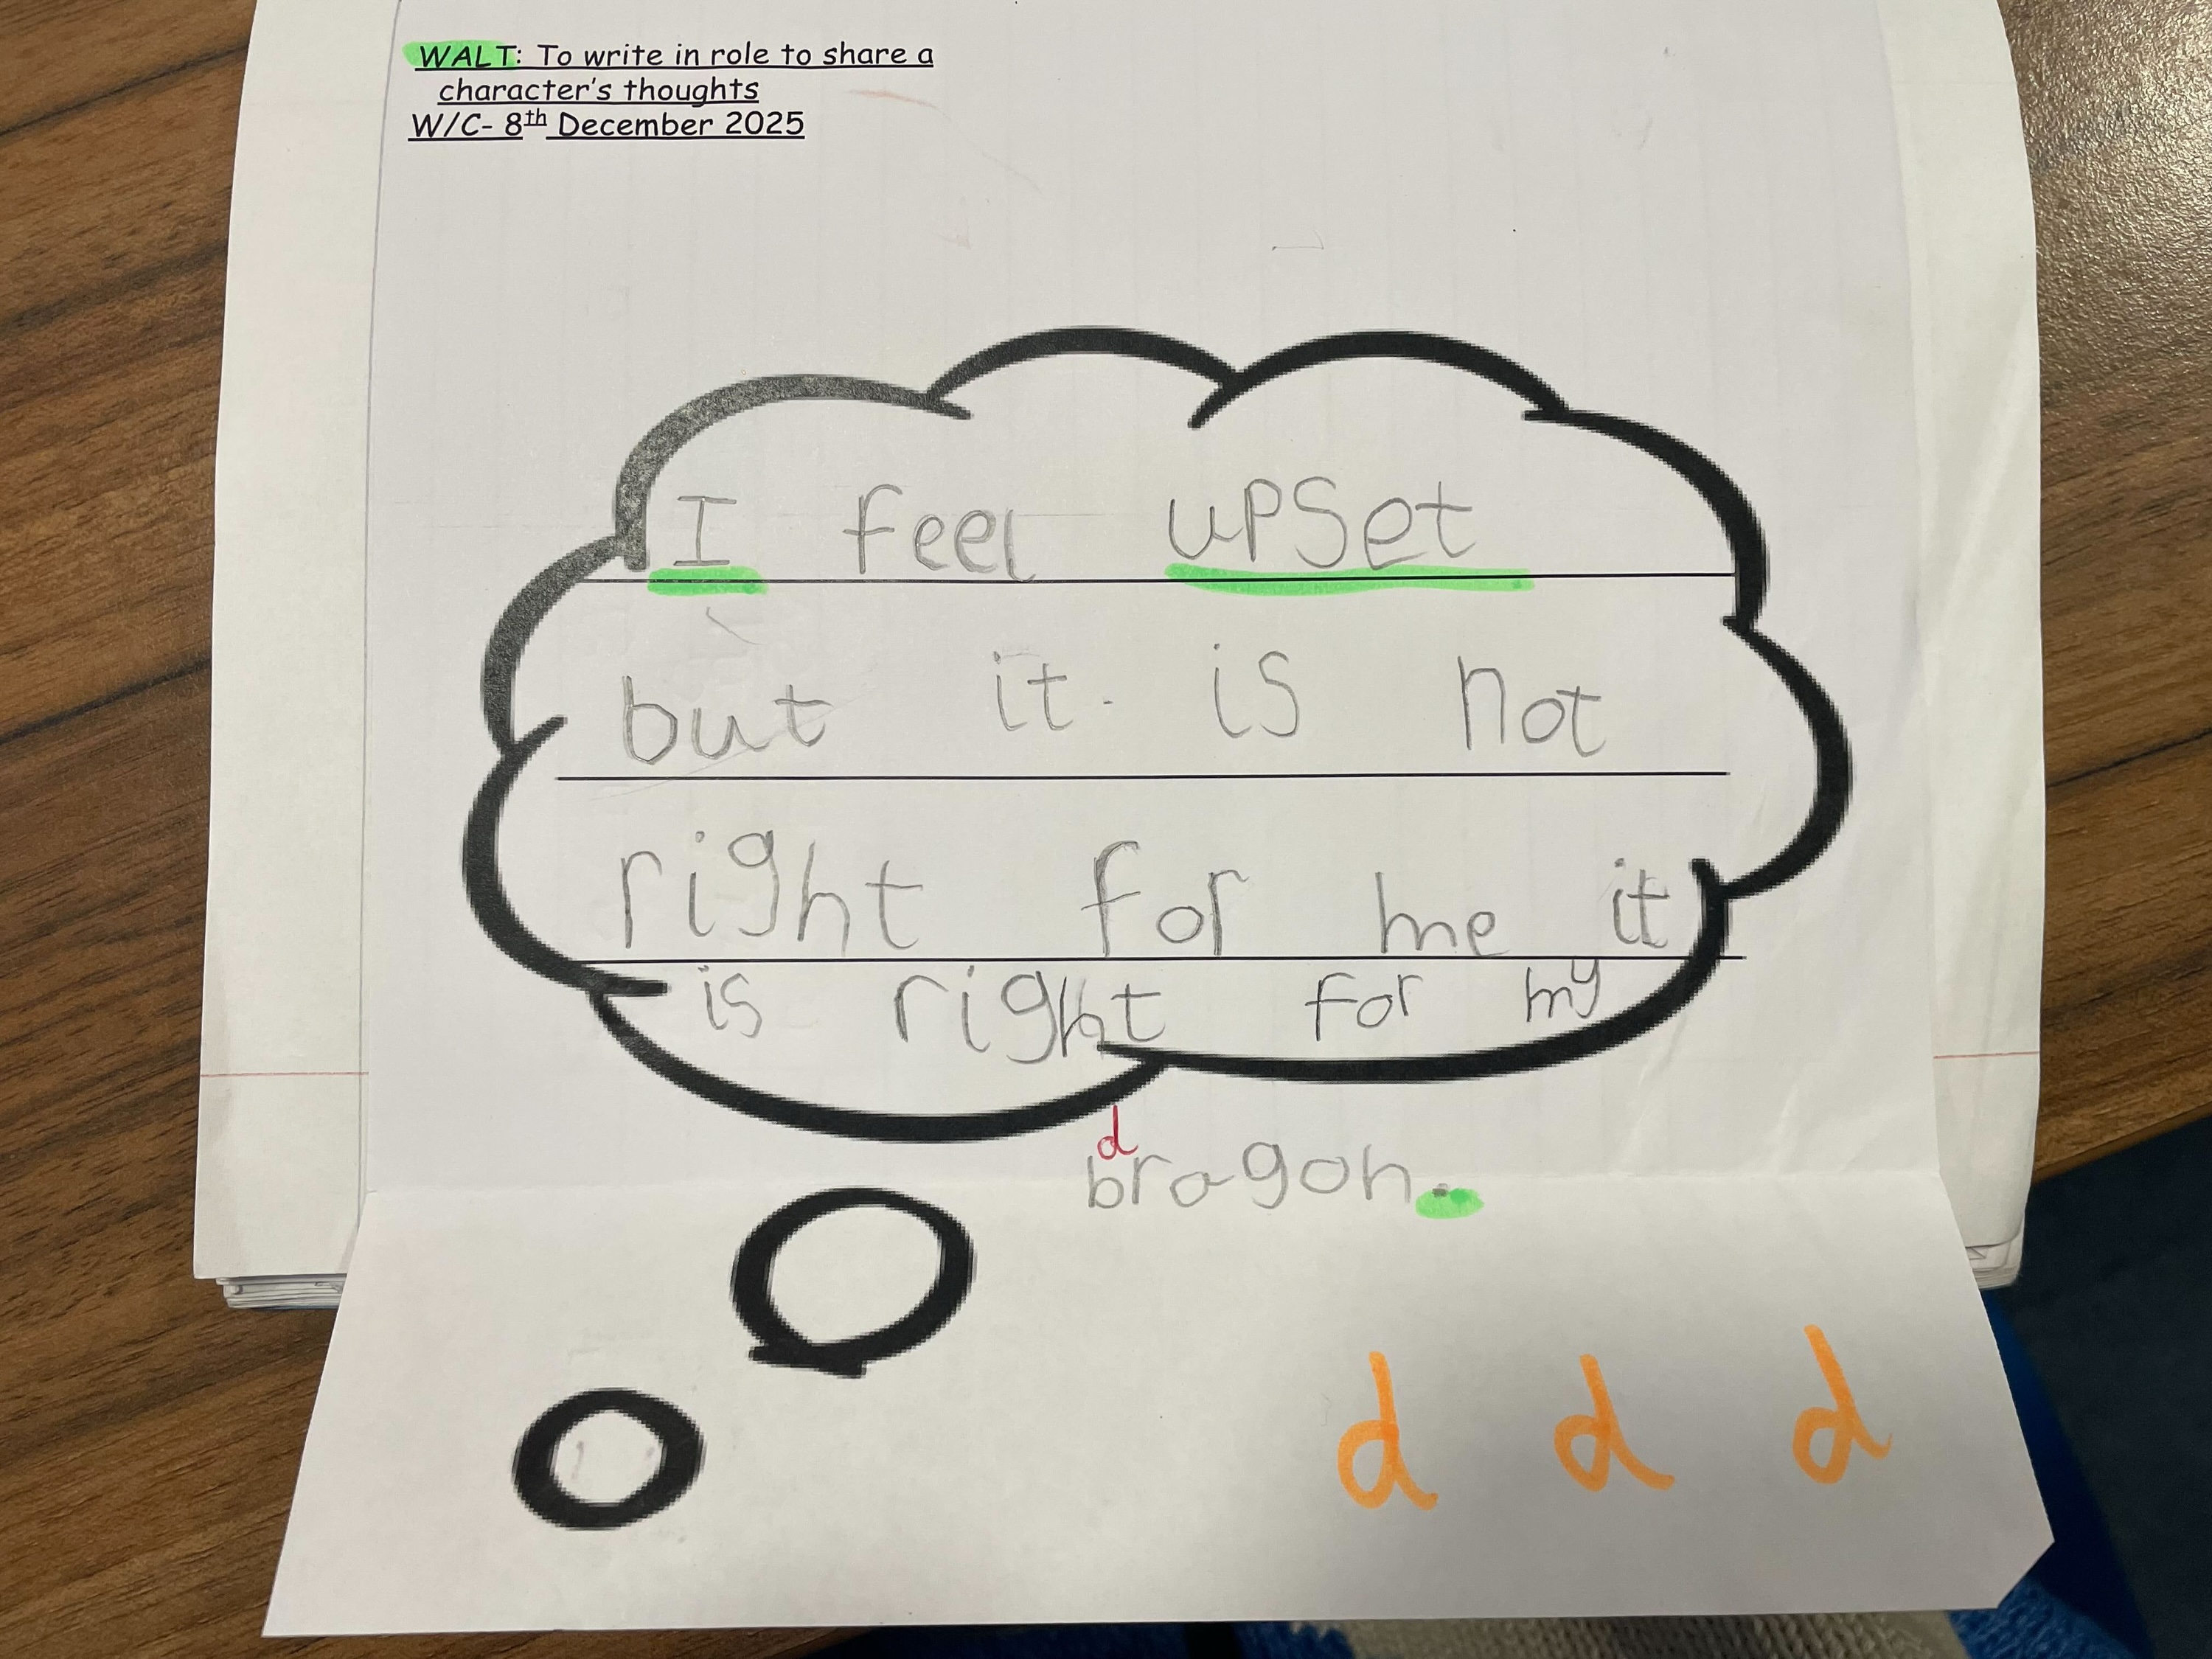 WALT: To write in role to share a
character's thoughts
W/C- 8th December 2025
I feel upset
but it. is not
right for me it
is right for my
d
bragon.
d d d